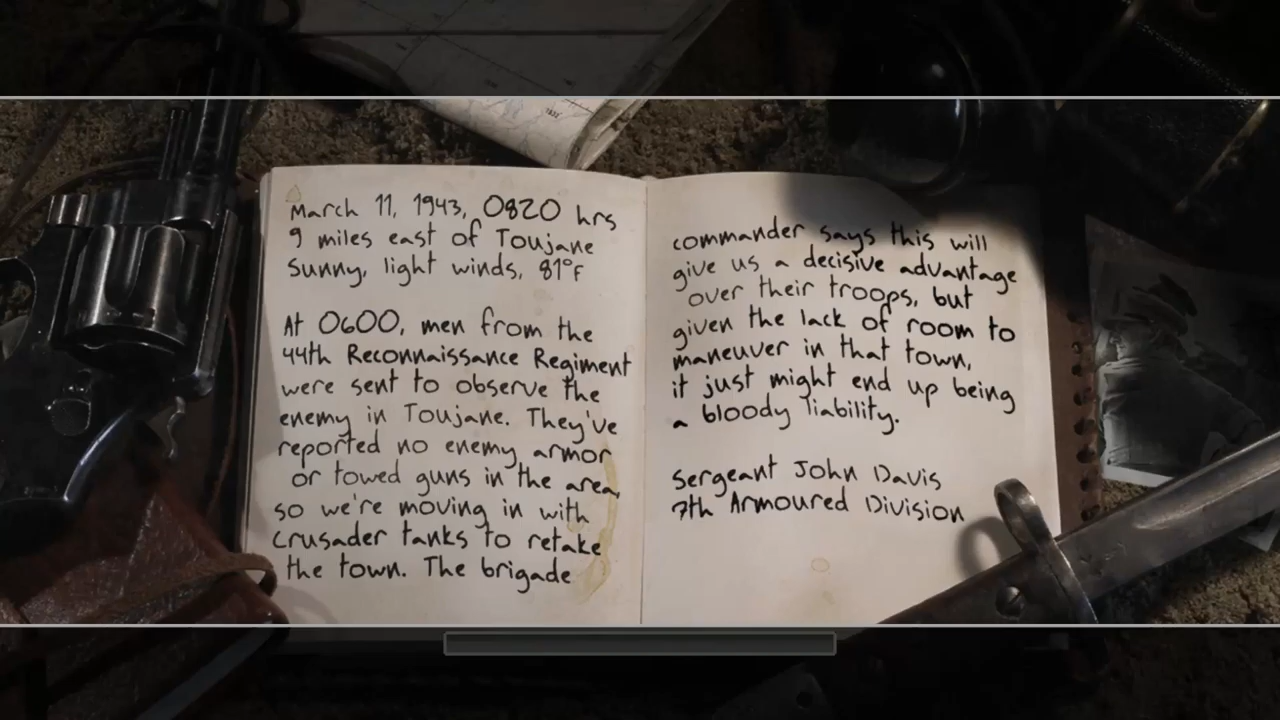 March 11, 1943, 0820 hrs
9 miles east of Toujane
Sunny, light winds, 81°F
At 0600, men from the
44th Reconnaissance Regiment
were sent to observe the
enemy in Toujane. They've
reported no enemy armor
or towed guns in the area,
so we're moving in with
Crusader tanks to retake
the town. The brigade
commander says this will
give us a decisive advantage
over their troops, but
given the lack of room to
maneuver in that town,
it just might end up being
a bloody liability.
Sergeant John Davis
7th Armoured Division